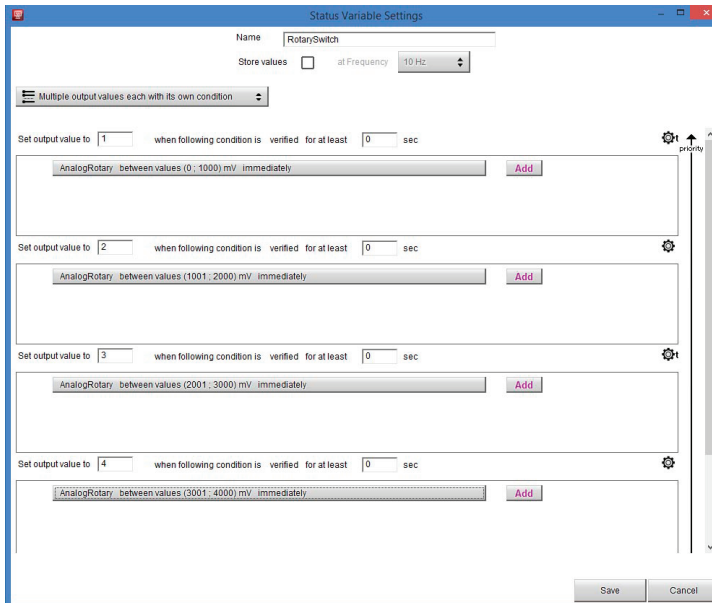 Status Variable Settings
Name RotarySwitch
Store values at Frequency 10 Hz
Multiple output values each with its own condition
Set output value to 1 when following condition is verified for at least 0 sec
priority
AnalogRotary between values (0 ; 1000) mV immediately Add
Set output value to 2 when following condition is verified for at least 0 sec
AnalogRotary between values (1001 ; 2000) mV immediately Add
Set output value to 3 when following condition is verified for at least 0 sec
AnalogRotary between values (2001 ; 3000) mV immediately Add
Set output value to 4 when following condition is verified for at least 0 sec
AnalogRotary between values (3001 ; 4000) mV immediately Add
Save Cancel